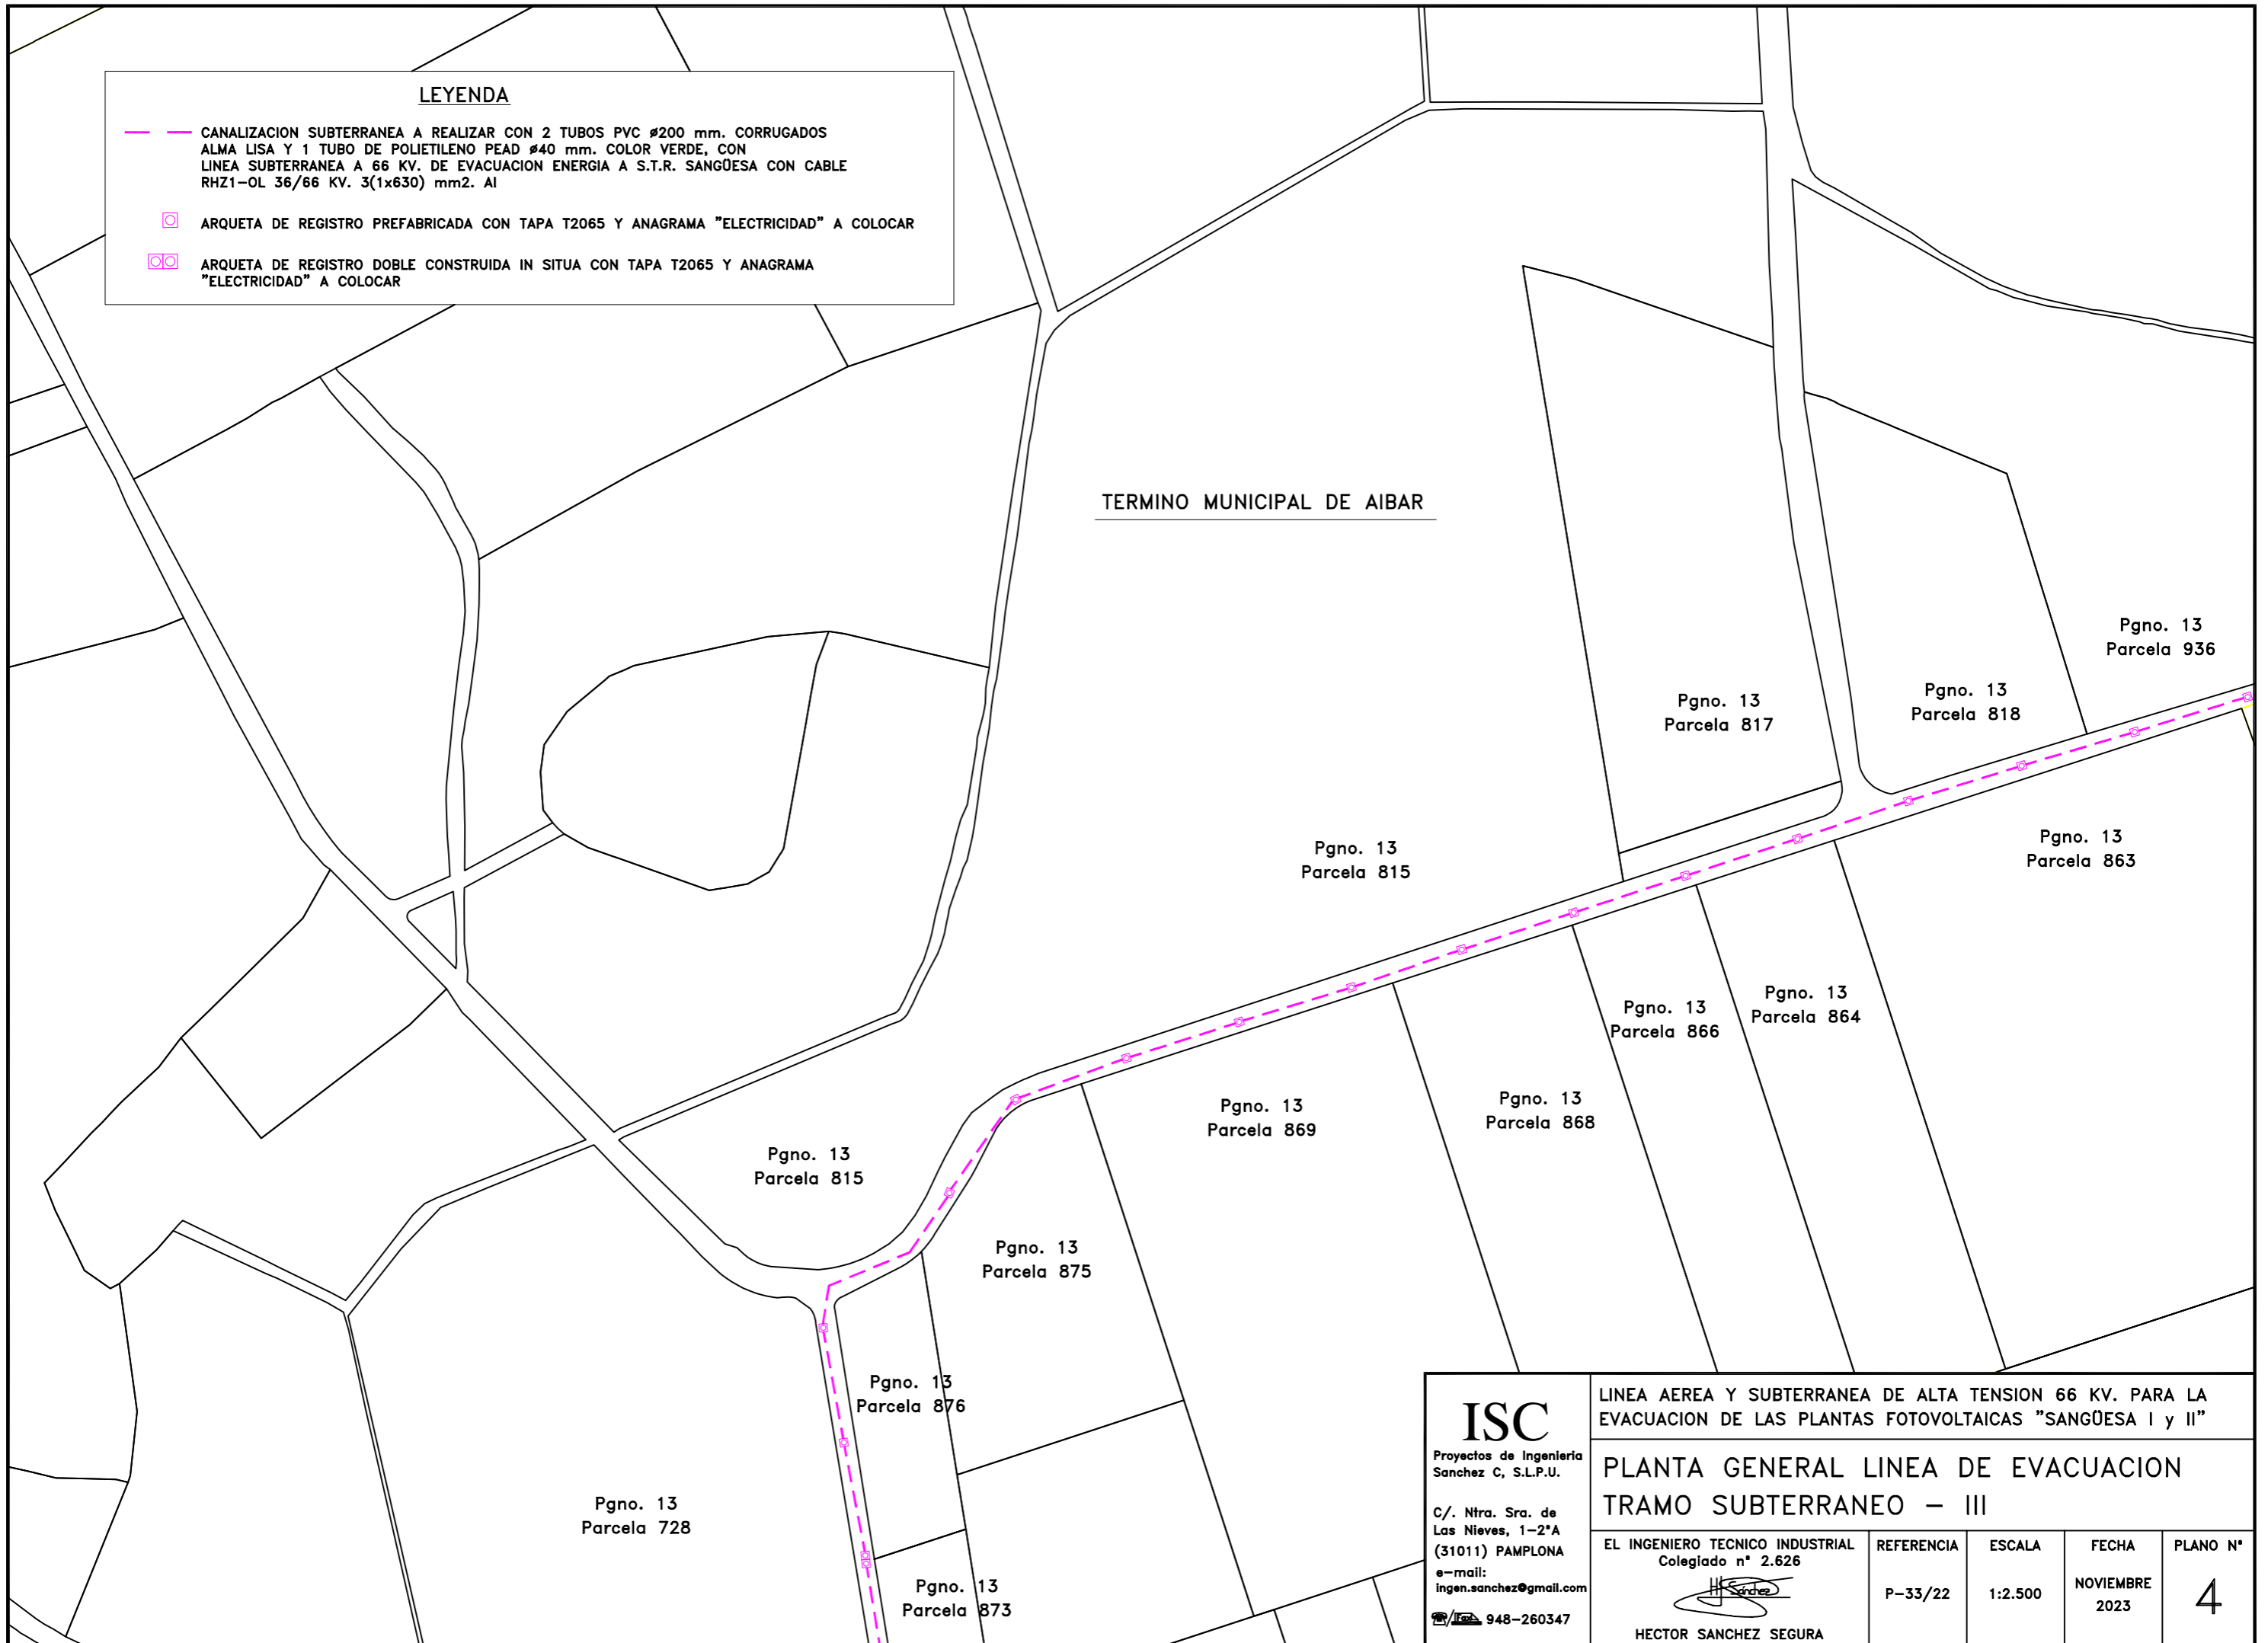 LEYENDA
CANALIZACION SUBTERRANEA A REALIZAR CON 2 TUBOS PVC ø200 mm. CORRUGADOS
ALMA LISA Y 1 TUBO DE POLIETILENO PEAD ø40 mm. COLOR VERDE, CON
LINEA SUBTERRANEA A 66 KV. DE EVACUACION ENERGIA A S.T.R. SANGÜESA CON CABLE
RHZ1-OL 36/66 KV. 3(1x630) mm2. Al
ARQUETA DE REGISTRO PREFABRICADA CON TAPA T2065 Y ANAGRAMA "ELECTRICIDAD" A COLOCAR
ARQUETA DE REGISTRO DOBLE CONSTRUIDA IN SITUA CON TAPA T2065 Y ANAGRAMA
"ELECTRICIDAD" A COLOCAR
TERMINO MUNICIPAL DE AIBAR
Pgno. 13
Parcela 936
Pgno. 13
Parcela 818
Pgno. 13
Parcela 817
Pgno. 13
Parcela 863
Pgno. 13
Parcela 815
Pgno. 13
Parcela 864
Pgno. 13
Parcela 866
Pgno. 13
Parcela 868
Pgno. 13
Parcela 869
Pgno. 13
Parcela 815
Pgno. 13
Parcela 875
Pgno. 13
Parcela 876
Pgno. 13
Parcela 728
Pgno. 13
Parcela 873
ISC
Proyectos de Ingenieria
Sanchez C, S.L.P.U.
C/. Ntra. Sra. de
Las Nieves, 1-2ºA
(31011) PAMPLONA
e-mail:
ingen.sanchez@gmail.com
☎/Fax 948-260347
LINEA AEREA Y SUBTERRANEA DE ALTA TENSION 66 KV. PARA LA
EVACUACION DE LAS PLANTAS FOTOVOLTAICAS "SANGÜESA I y II"
PLANTA GENERAL LINEA DE EVACUACION
TRAMO SUBTERRANEO - III
EL INGENIERO TECNICO INDUSTRIAL
Colegiado nº 2.626
H Sánchez
HECTOR SANCHEZ SEGURA
REFERENCIA
P-33/22
ESCALA
1:2.500
FECHA
NOVIEMBRE
2023
PLANO Nº
4